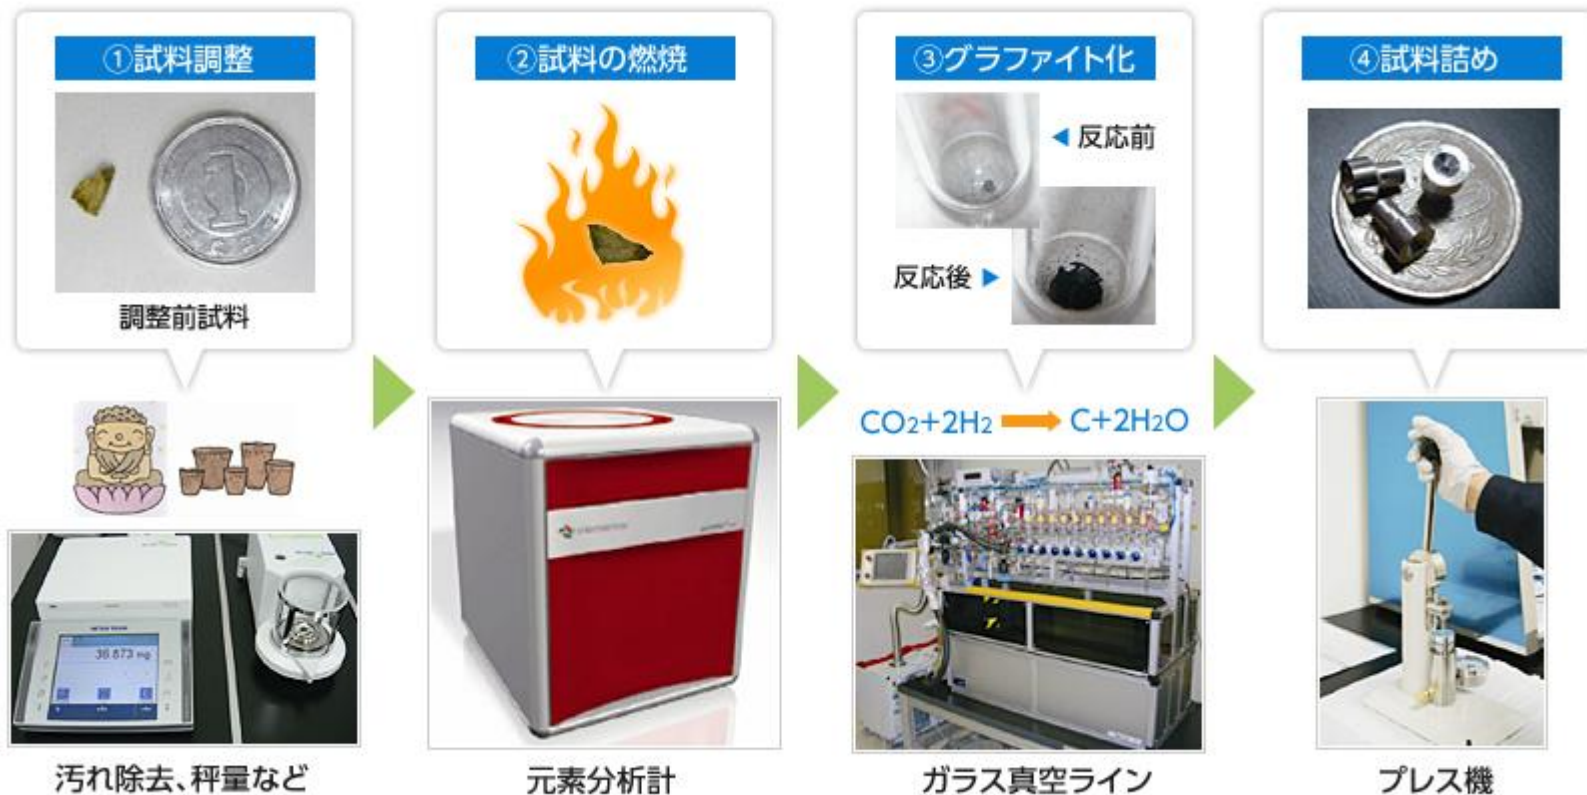 ①試料調整
調整前試料
36.873 mg
汚れ除去、秤量など
②試料の燃焼
元素分析計
③グラファイト化
◀ 反応前
反応後 ▶
CO₂+2H₂ → C+2H₂O
ガラス真空ライン
④試料詰め
プレス機